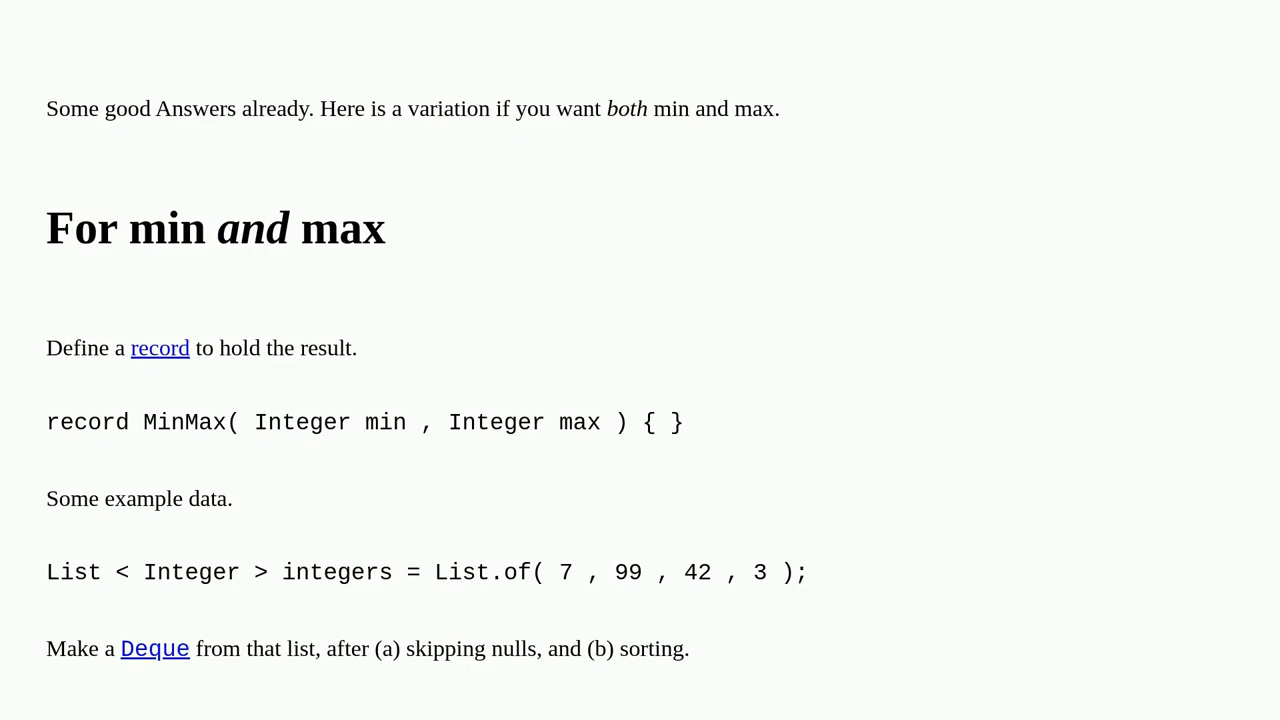 Some good Answers already. Here is a variation if you want both min and max.
For min and max
Define a record to hold the result.
record MinMax( Integer min , Integer max ) { }
Some example data.
List < Integer > integers = List.of( 7 , 99 , 42 , 3 );
Make a Deque from that list, after (a) skipping nulls, and (b) sorting.